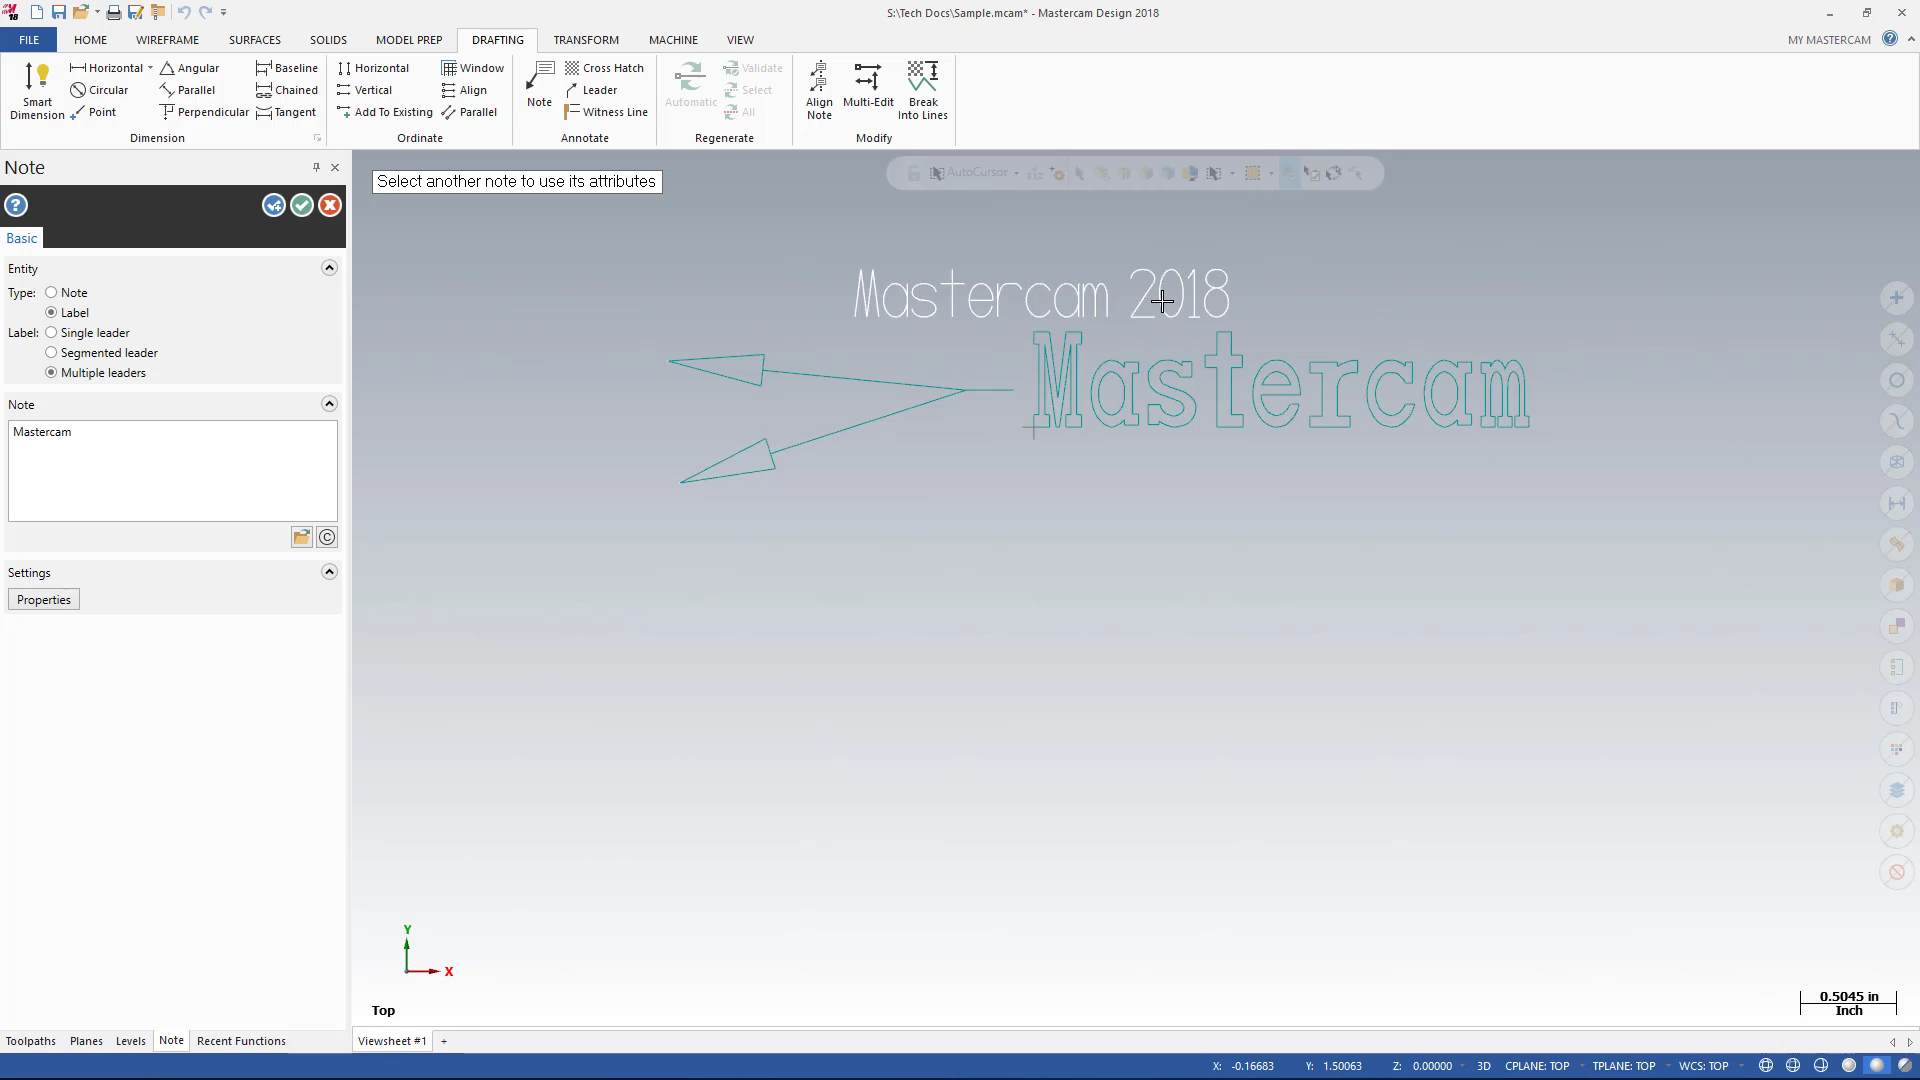 S:\Tech Docs\Sample.mcam* - Mastercam Design 2018
FILE HOME WIREFRAME SURFACES SOLIDS MODEL PREP DRAFTING TRANSFORM MACHINE VIEW MY MASTERCAM
Smart Dimension
Horizontal Angular Baseline
Circular Parallel Chained
Point Perpendicular Tangent
Dimension
Horizontal Window
Vertical Align
Add To Existing Parallel
Ordinate
Note
Cross Hatch
Leader
Witness Line
Annotate
Automatic
Validate
Select
All
Regenerate
Align Note
Multi-Edit
Break Into Lines
Modify
Note
Basic
Entity
Type: Note
Label
Label: Single leader
Segmented leader
Multiple leaders
Note
Mastercam
Settings
Properties
Select another note to use its attributes
AutoCursor
Mastercam 2018
Mastercam
Y
X
Top
0.5045 in
Inch
Toolpaths Planes Levels Note Recent Functions
Viewsheet #1 +
X: -0.16683 Y: 1.50063 Z: 0.00000 3D CPLANE: TOP TPLANE: TOP WCS: TOP